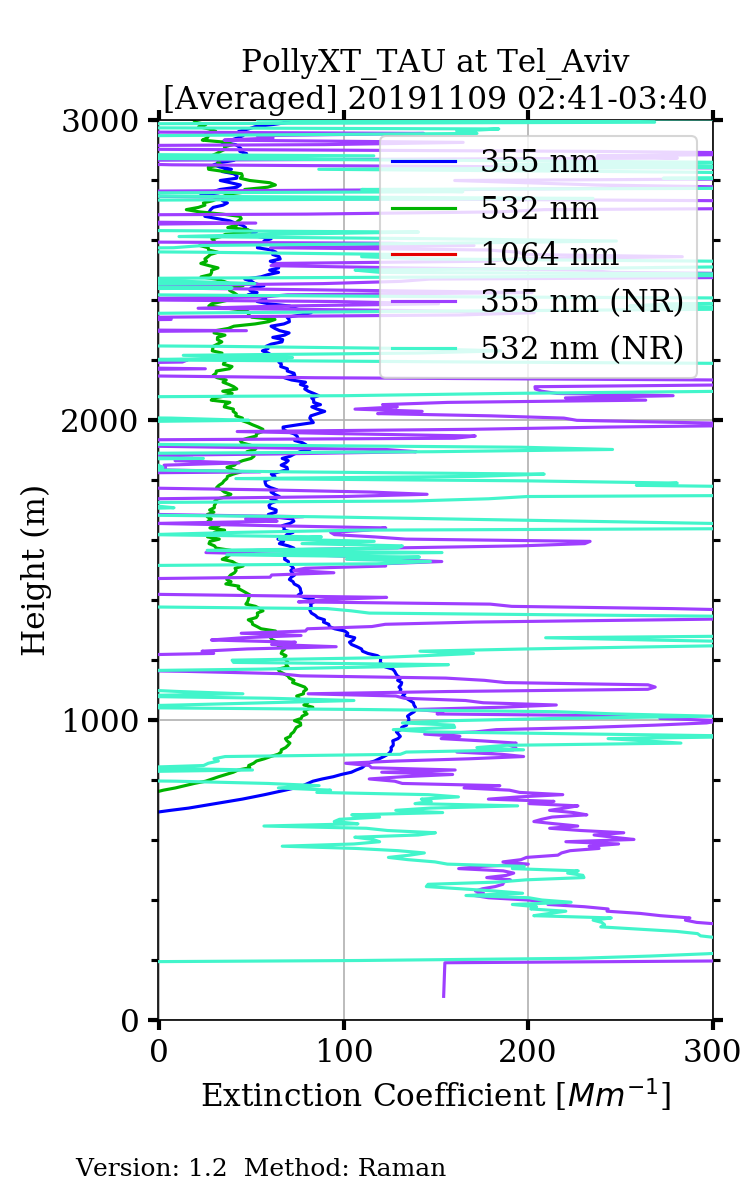 PollyXT_TAU at Tel_Aviv
[Averaged] 20191109 02:41-03:40
3000
355 nm
532 nm
1064 nm
355 nm (NR)
532 nm (NR)
2000
Height (m)
1000
0
0 100 200 300
Extinction Coefficient [Mm⁻¹]
Version: 1.2 Method: Raman